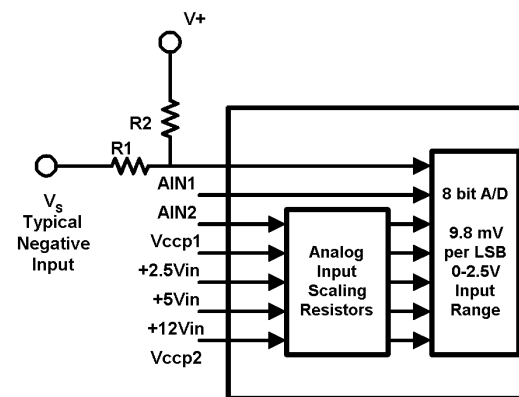 V+
R2
R1
Vs
Typical
Negative
Input
AIN1
AIN2
Vccp1
+2.5Vin
+5Vin
+12Vin
Vccp2
Analog
Input
Scaling
Resistors
8 bit A/D
9.8 mV
per LSB
0-2.5V
Input
Range